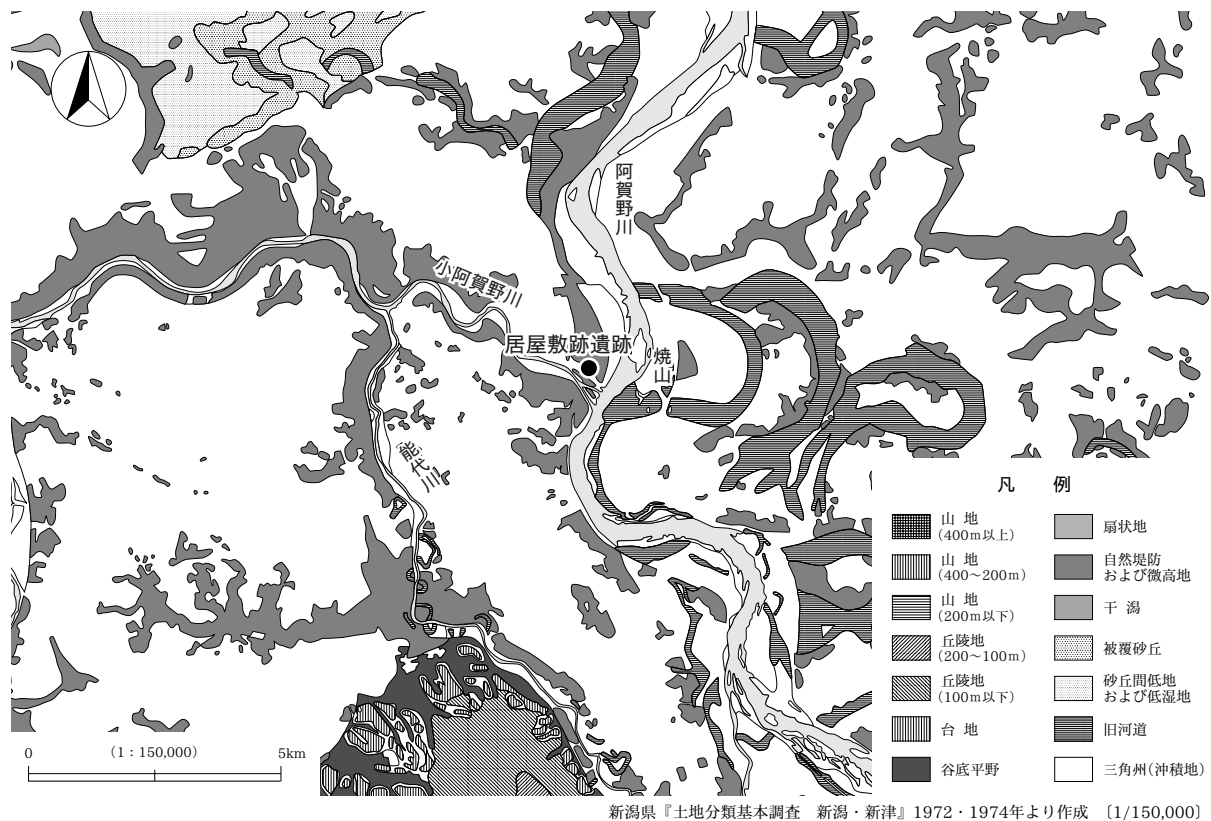 阿賀野川
小阿賀野川
居屋敷跡遺跡
焼山
能代川
凡 例
山 地
(400m以上)
山 地
(400～200m)
山 地
(200m以下)
丘陵地
(200～100m)
丘陵地
(100m以下)
台 地
谷底平野
扇状地
自然堤防
および微高地
干 潟
被覆砂丘
砂丘間低地
および低湿地
旧河道
三角州(沖積地)
0 (1：150,000) 5km
新潟県『土地分類基本調査 新潟・新津』1972・1974年より作成 〔1/150,000〕